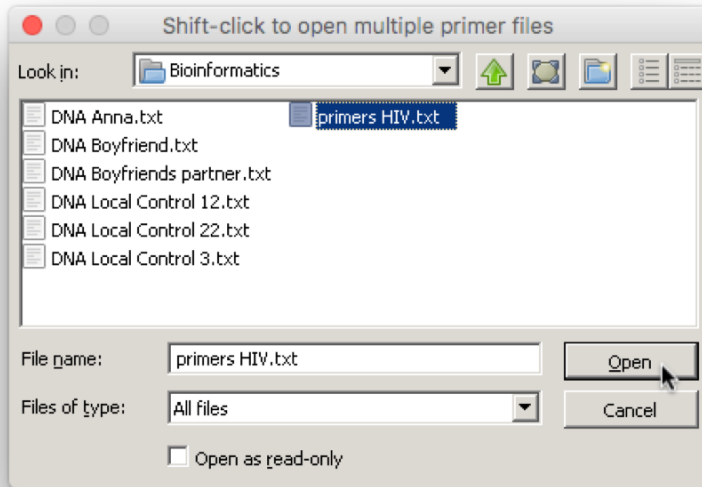 Shift-click to open multiple primer files
Look in: Bioinformatics
DNA Anna.txt
DNA Boyfriend.txt
DNA Boyfriends partner.txt
DNA Local Control 12.txt
DNA Local Control 22.txt
DNA Local Control 3.txt
primers HIV.txt
File name: primers HIV.txt Open
Files of type: All files Cancel
Open as read-only